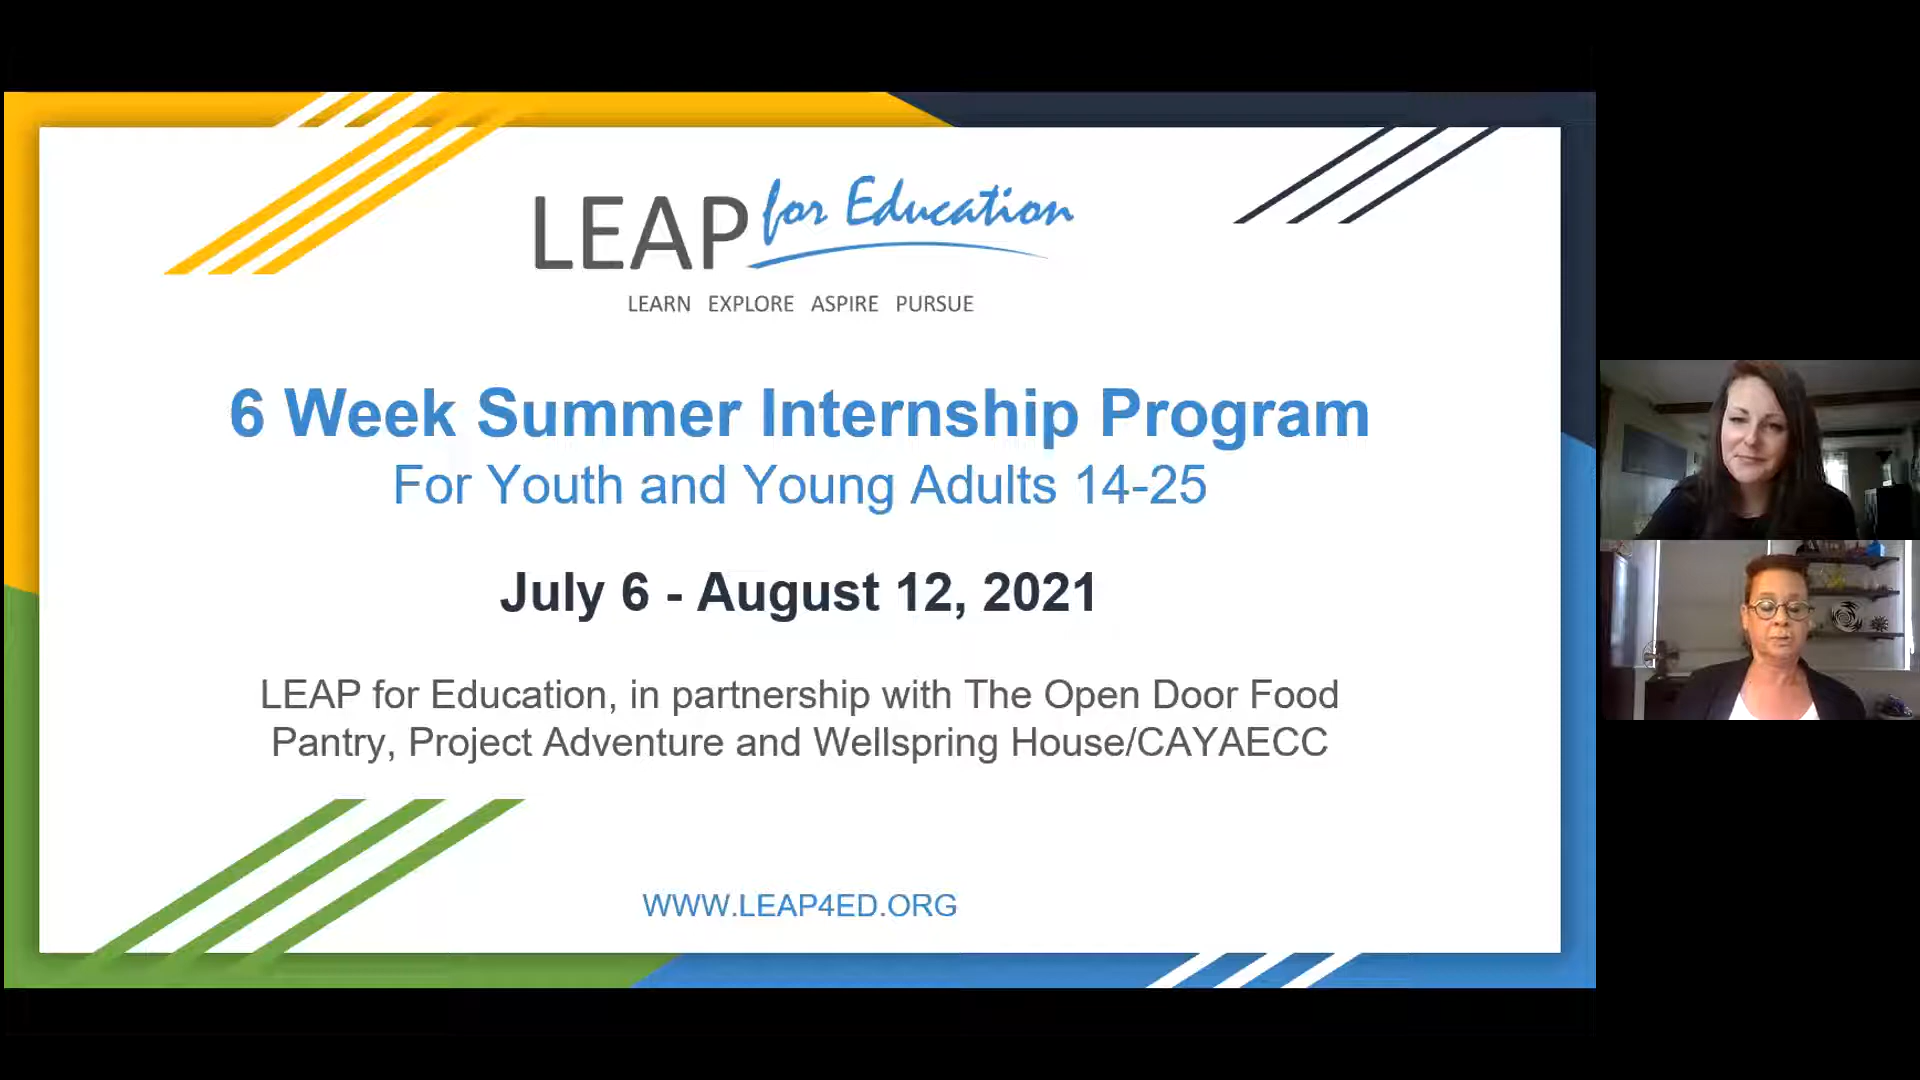 LEAP for Education
LEARN EXPLORE ASPIRE PURSUE
6 Week Summer Internship Program
For Youth and Young Adults 14-25
July 6 - August 12, 2021
LEAP for Education, in partnership with The Open Door Food
Pantry, Project Adventure and Wellspring House/CAYAECC
WWW.LEAP4ED.ORG